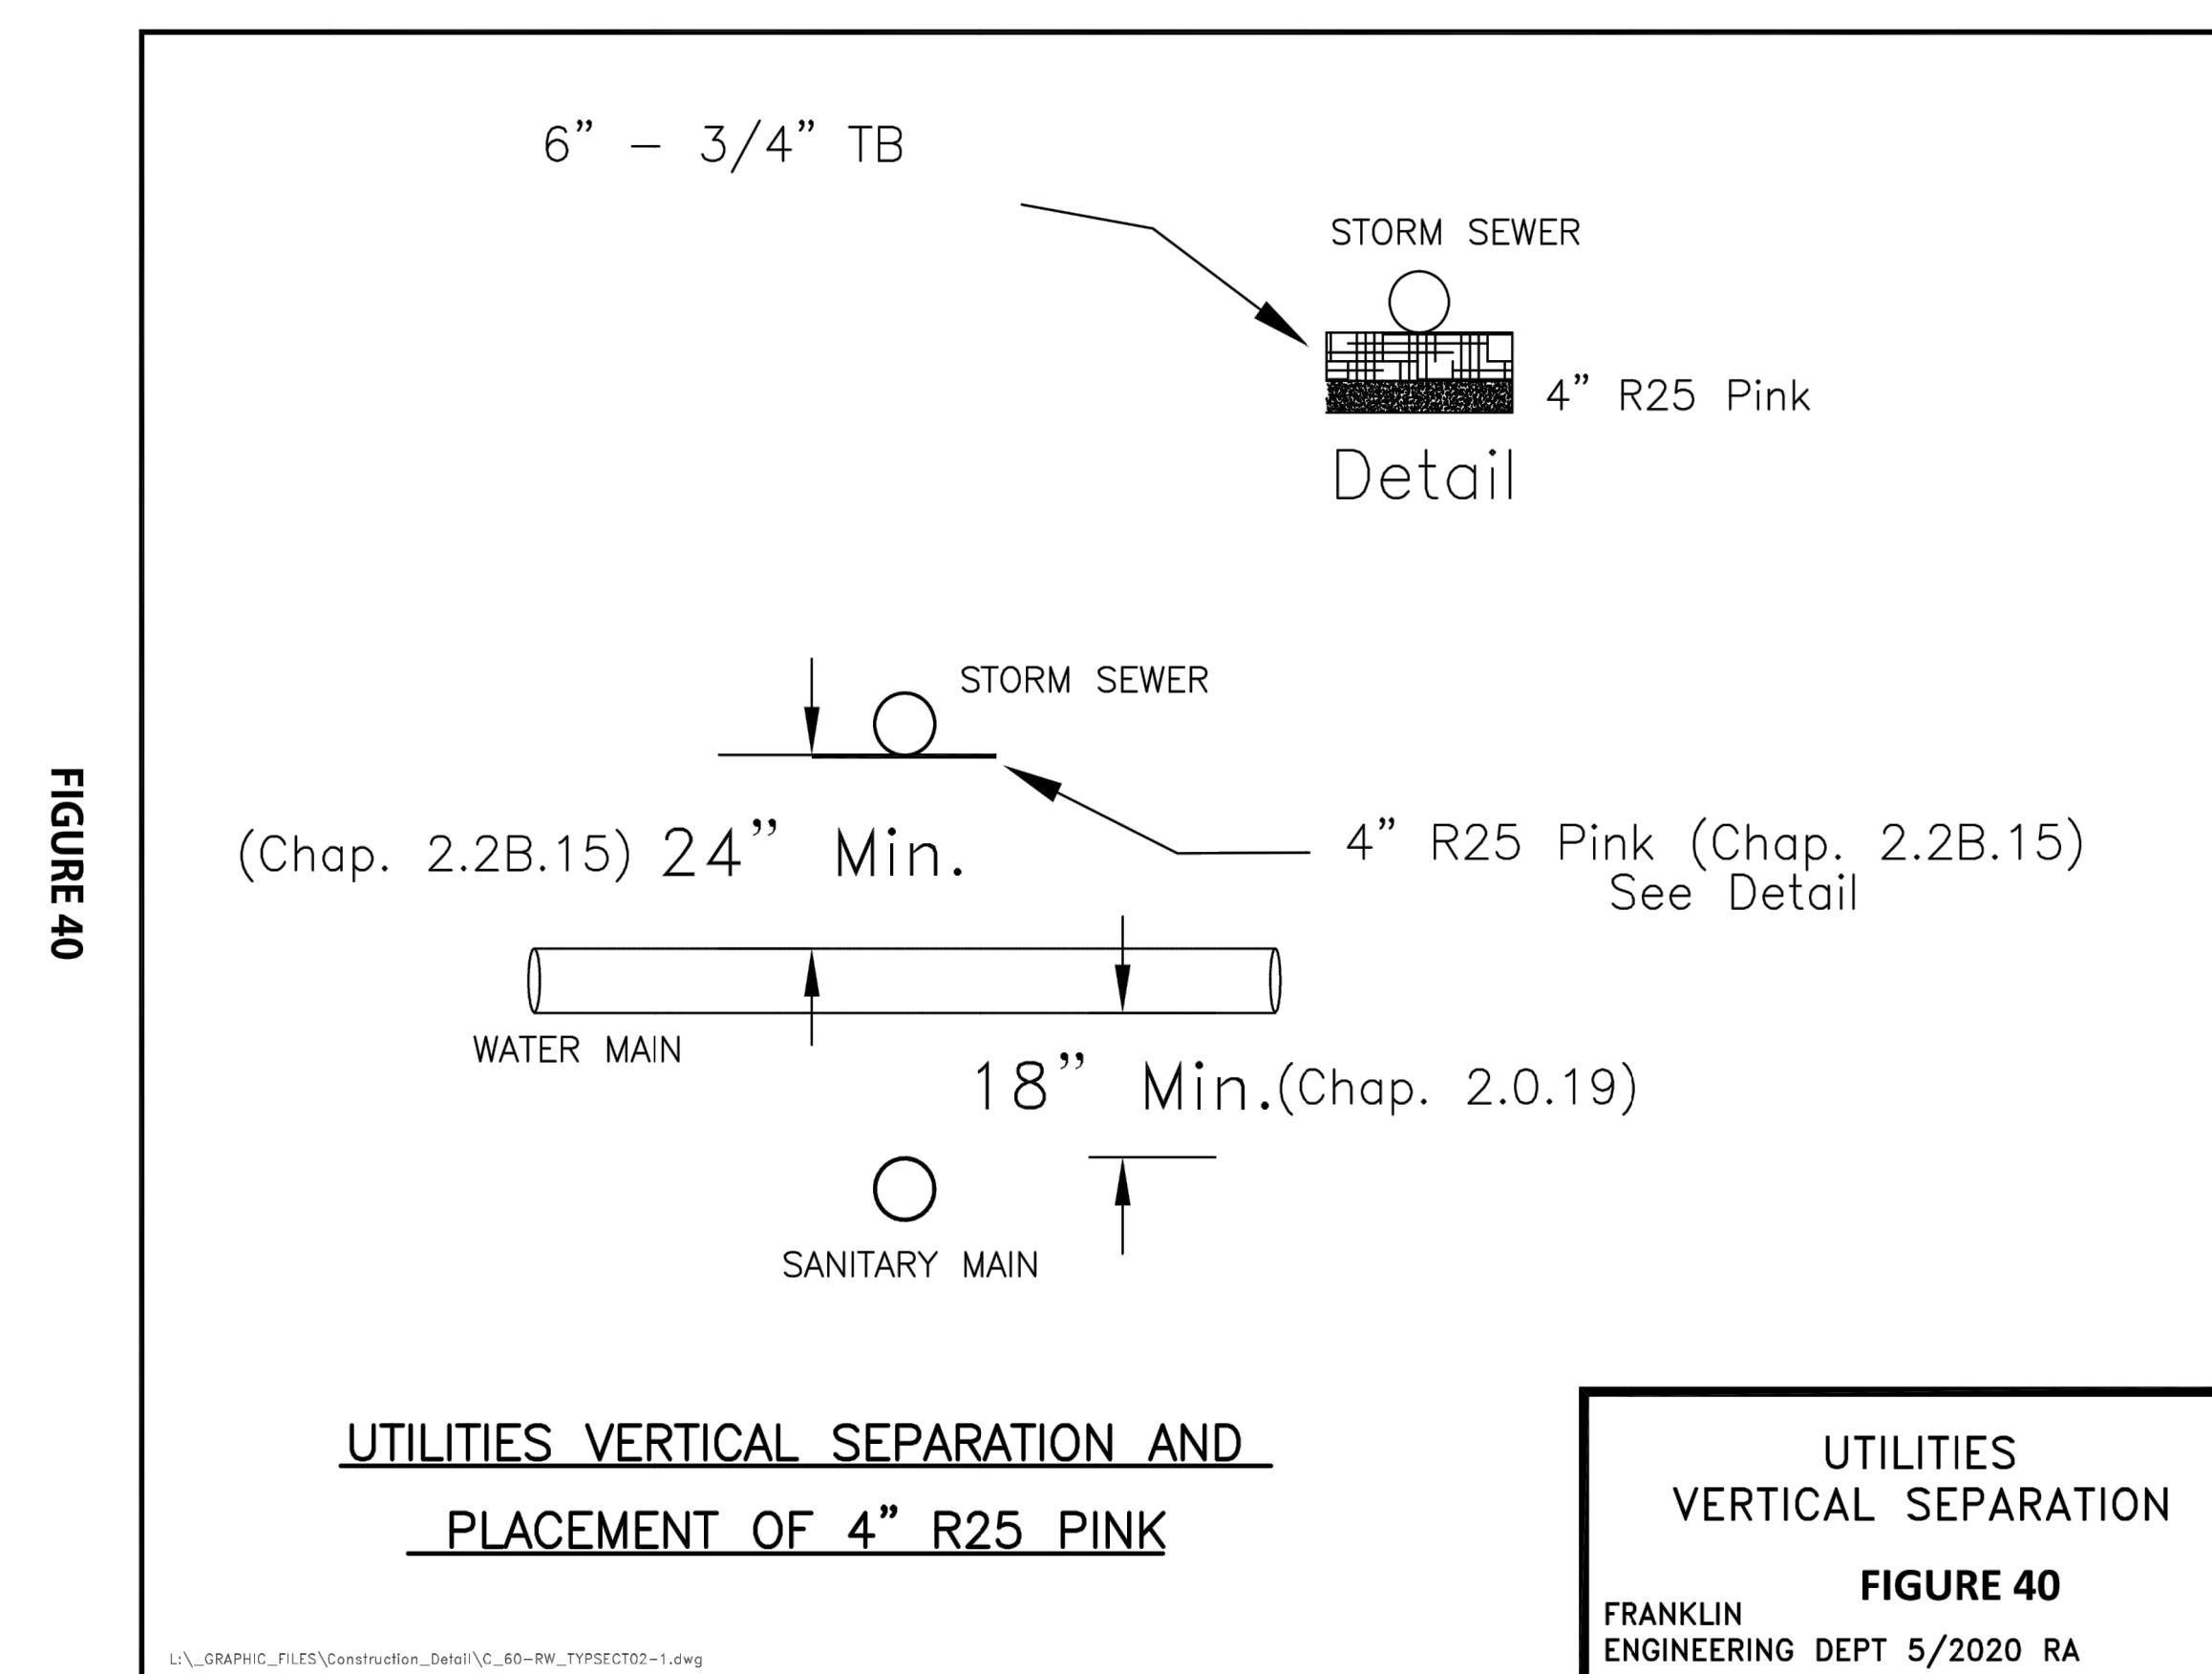 6” – 3/4” TB
STORM SEWER
4” R25 Pink
Detail
STORM SEWER
(Chap. 2.2B.15) 24” Min.
4” R25 Pink (Chap. 2.2B.15)
See Detail
FIGURE 40
WATER MAIN
18” Min.(Chap. 2.0.19)
SANITARY MAIN
UTILITIES VERTICAL SEPARATION AND
PLACEMENT OF 4” R25 PINK
UTILITIES
VERTICAL SEPARATION
FIGURE 40
FRANKLIN
ENGINEERING DEPT 5/2020 RA
L:\_GRAPHIC_FILES\Construction_Detail\C_60-RW_TYPSECT02-1.dwg